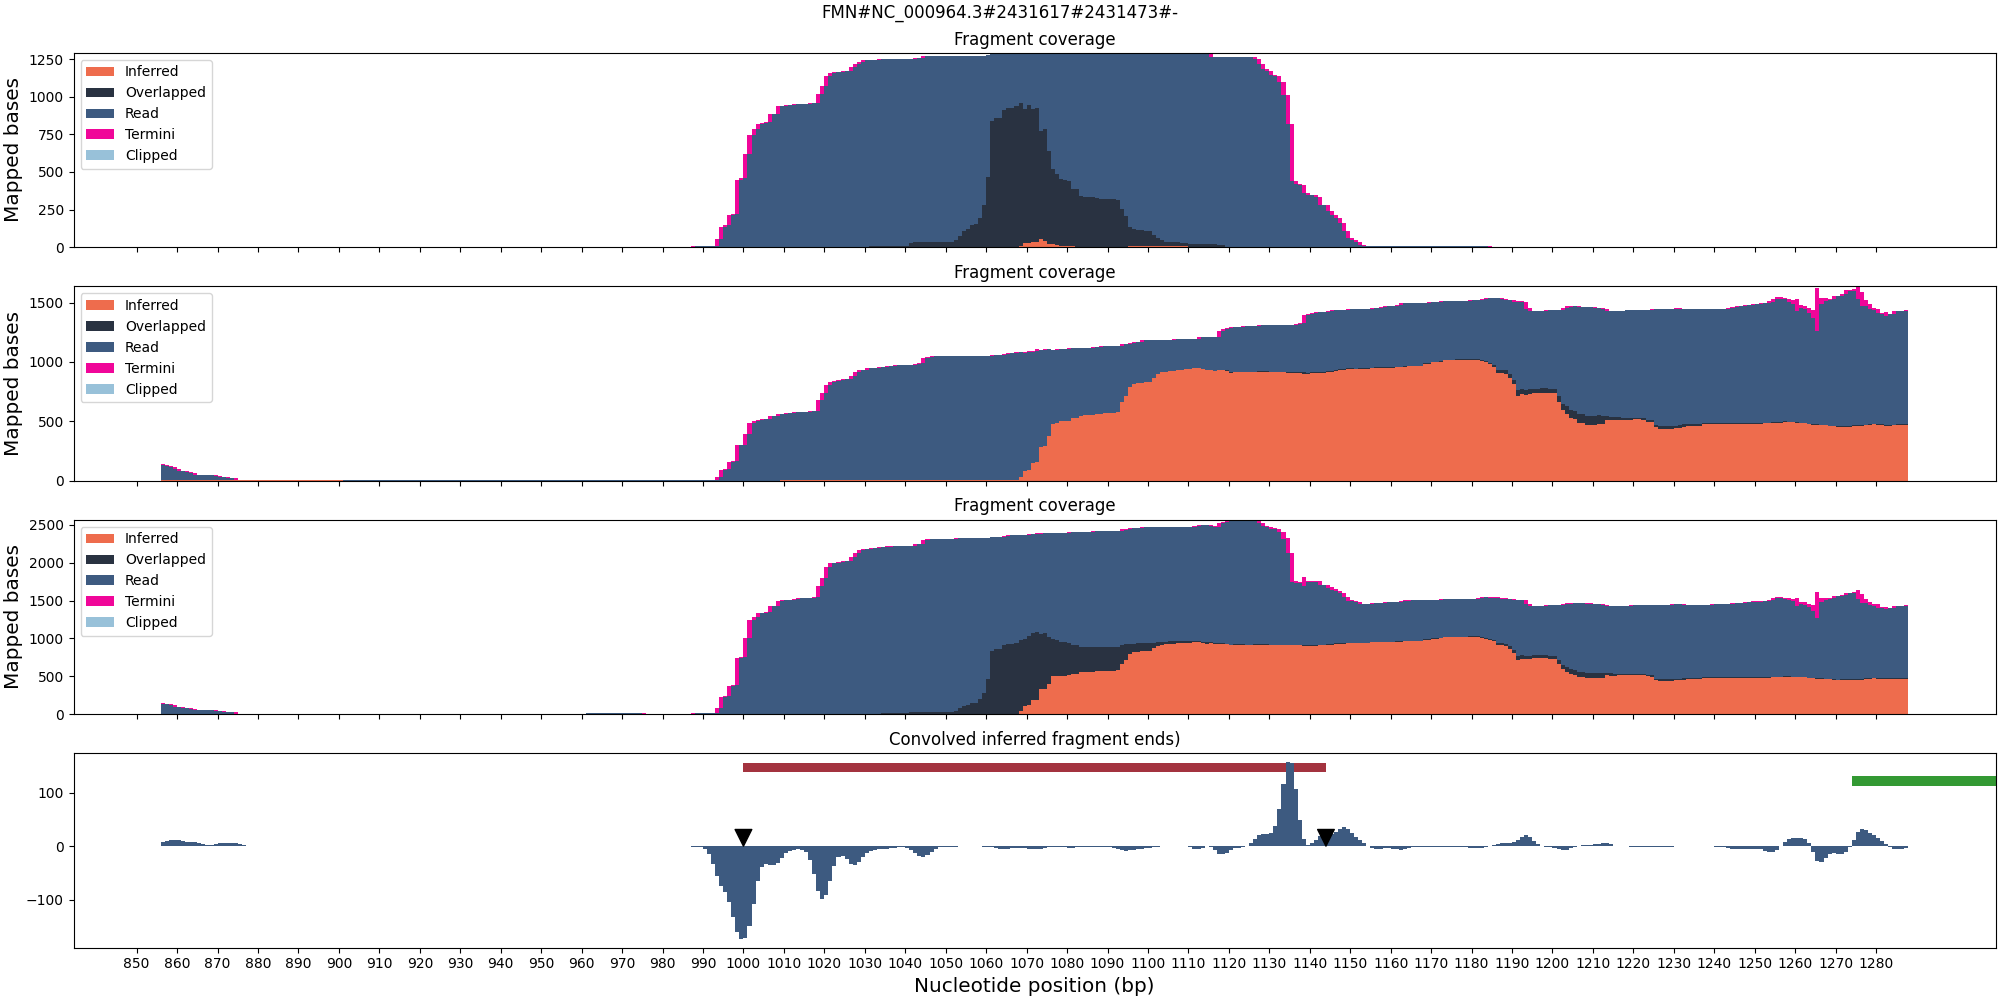 FMN#NC_000964.3#2431617#2431473#-
Fragment coverage
Mapped bases
1250
1000
750
500
250
0
Inferred
Overlapped
Read
Termini
Clipped
Fragment coverage
Mapped bases
1500
1000
500
0
Inferred
Overlapped
Read
Termini
Clipped
Fragment coverage
Mapped bases
2500
2000
1500
1000
500
0
Inferred
Overlapped
Read
Termini
Clipped
Convolved inferred fragment ends)
100
0
−100
850 860 870 880 890 900 910 920 930 940 950 960 970 980 990 1000 1010 1020 1030 1040 1050 1060 1070 1080 1090 1100 1110 1120 1130 1140 1150 1160 1170 1180 1190 1200 1210 1220 1230 1240 1250 1260 1270 1280
Nucleotide position (bp)